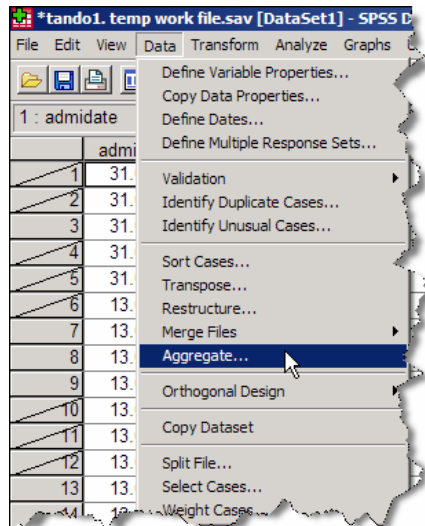 *tando1. temp work file.sav [DataSet1] - SPSS D
File Edit View Data Transform Analyze Graphs
1 : admidate
admi
1 31.
2 31.
3 31.
4 31.
5 31.
6 13.
7 13.
8 13.
9 13.
10 13.
11 13.
12 13.
13 13.
14 13.
Define Variable Properties...
Copy Data Properties...
Define Dates...
Define Multiple Response Sets...
Validation
Identify Duplicate Cases...
Identify Unusual Cases...
Sort Cases...
Transpose...
Restructure...
Merge Files
Aggregate...
Orthogonal Design
Copy Dataset
Split File...
Select Cases...
Weight Cases...